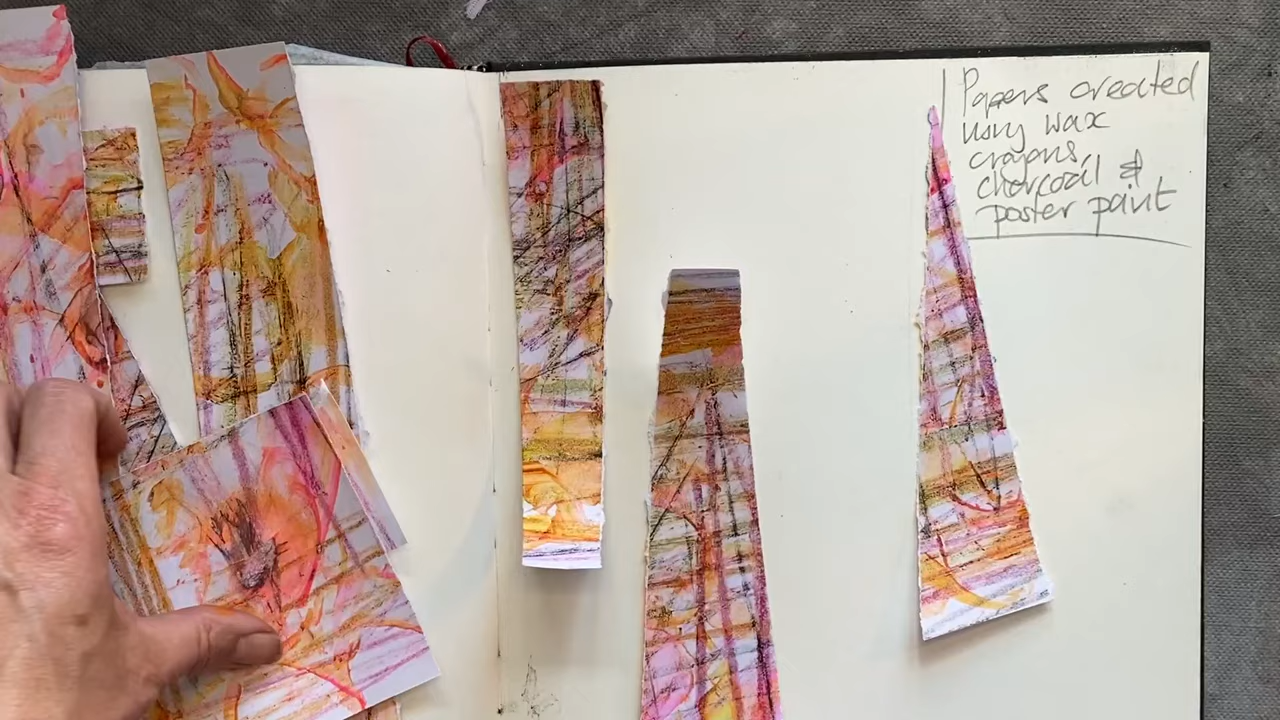 Papers created
using wax
crayons,
charcoal &
poster paint